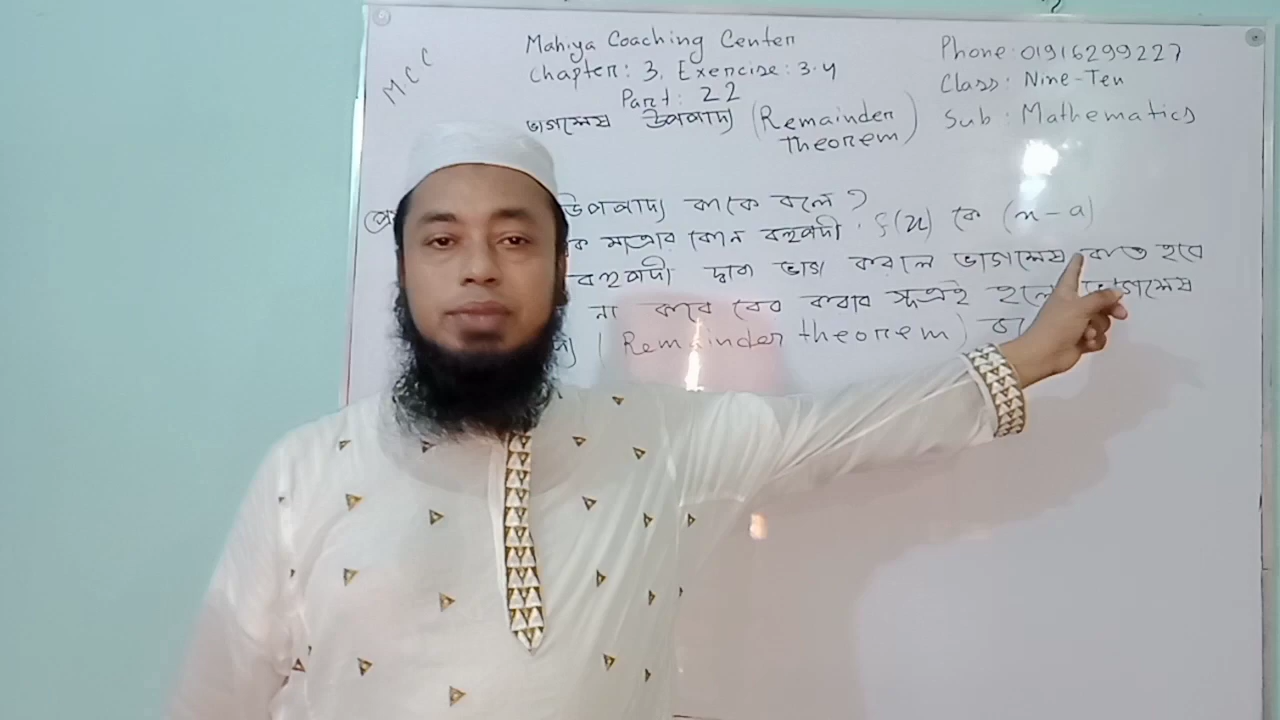 MCC
Mahiya Coaching Center
Chapter: 3, Exercise: 3.4
Part: 22
ভাগশেষ উপপাদ্য (Remainder theorem)
Phone: 01916299227
Class: Nine-Ten
Sub: Mathematics
উপপাদ্য কাকে বলে ?
ক মাত্রার কোন বহুপদী f(x) কে (x-a)
বহুপদী দ্বারা ভাগ করলে ভাগশেষ কত হবে
না করে বের করার সূত্রই হলো ভাগশেষ
(Remainder theorem)